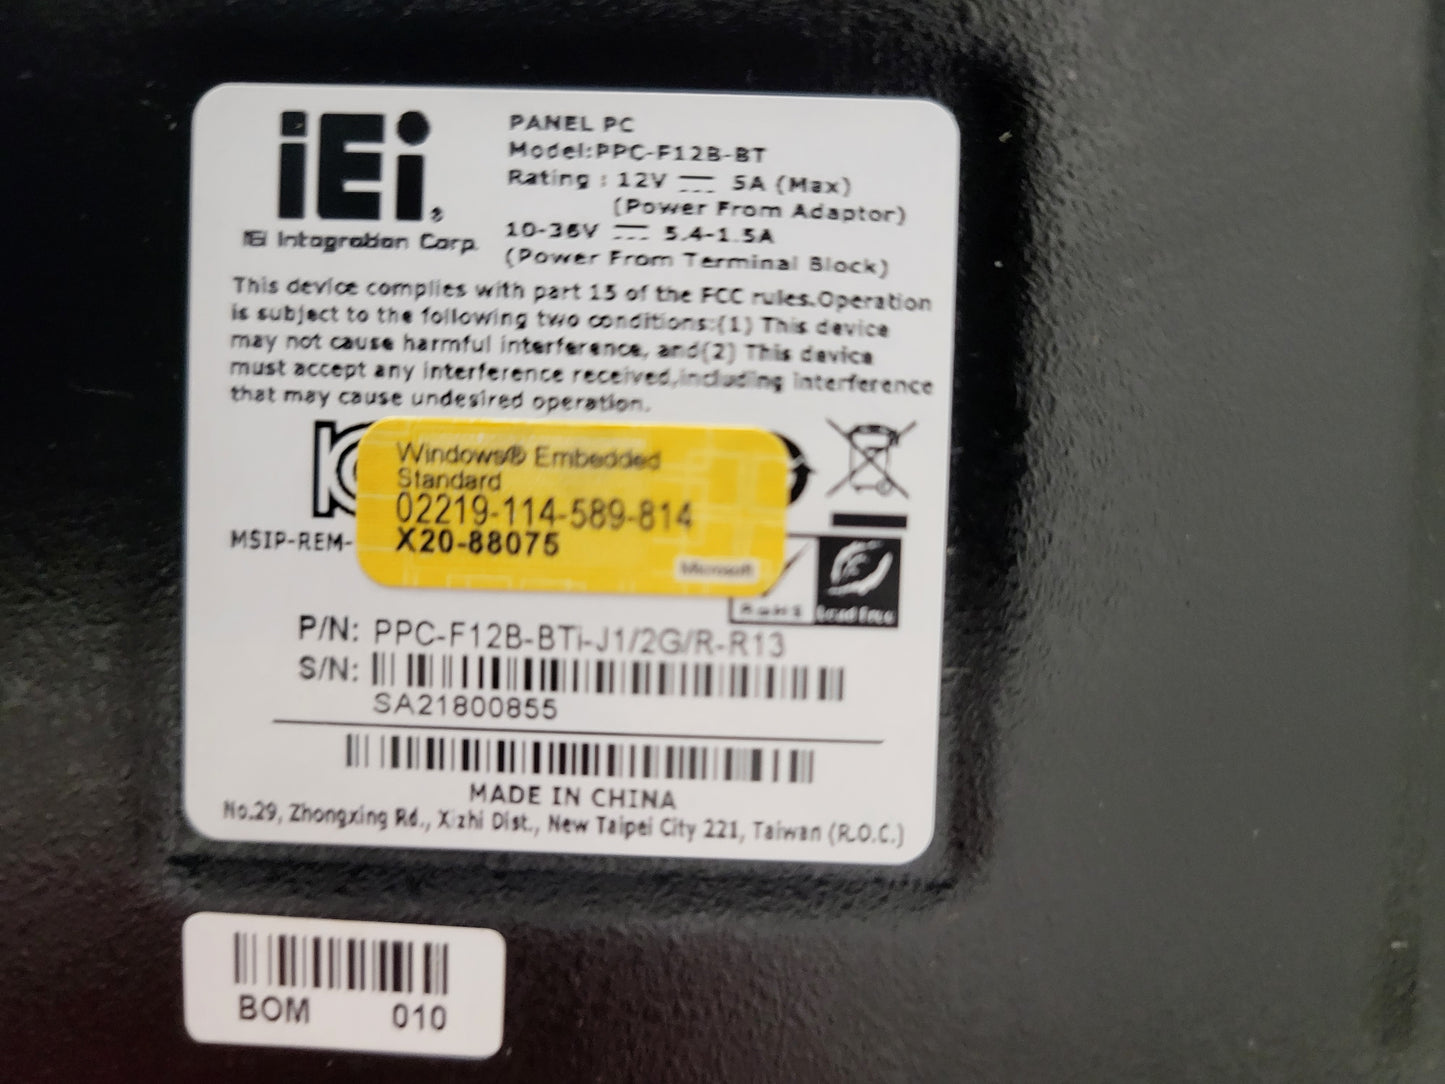 iEi®
IEI Integration Corp.
PANEL PC
Model:PPC-F12B-BT
Rating : 12V 5A (Max)
(Power From Adaptor)
10-36V 5.4-1.5A
(Power From Terminal Block)
This device complies with part 15 of the FCC rules.Operation
is subject to the following two conditions:(1) This device
may not cause harmful interference, and(2) This device
must accept any interference received,including interference
that may cause undesired operation.
Windows® Embedded
Standard
02219-114-589-814
X20-88075
Microsoft
MSIP-REM-
RoHS
Lead Free
P/N: PPC-F12B-BTi-J1/2G/R-R13
S/N:
SA21800855
MADE IN CHINA
No.29, Zhongxing Rd., Xizhi Dist., New Taipei City 221, Taiwan (R.O.C.)
BOM 010